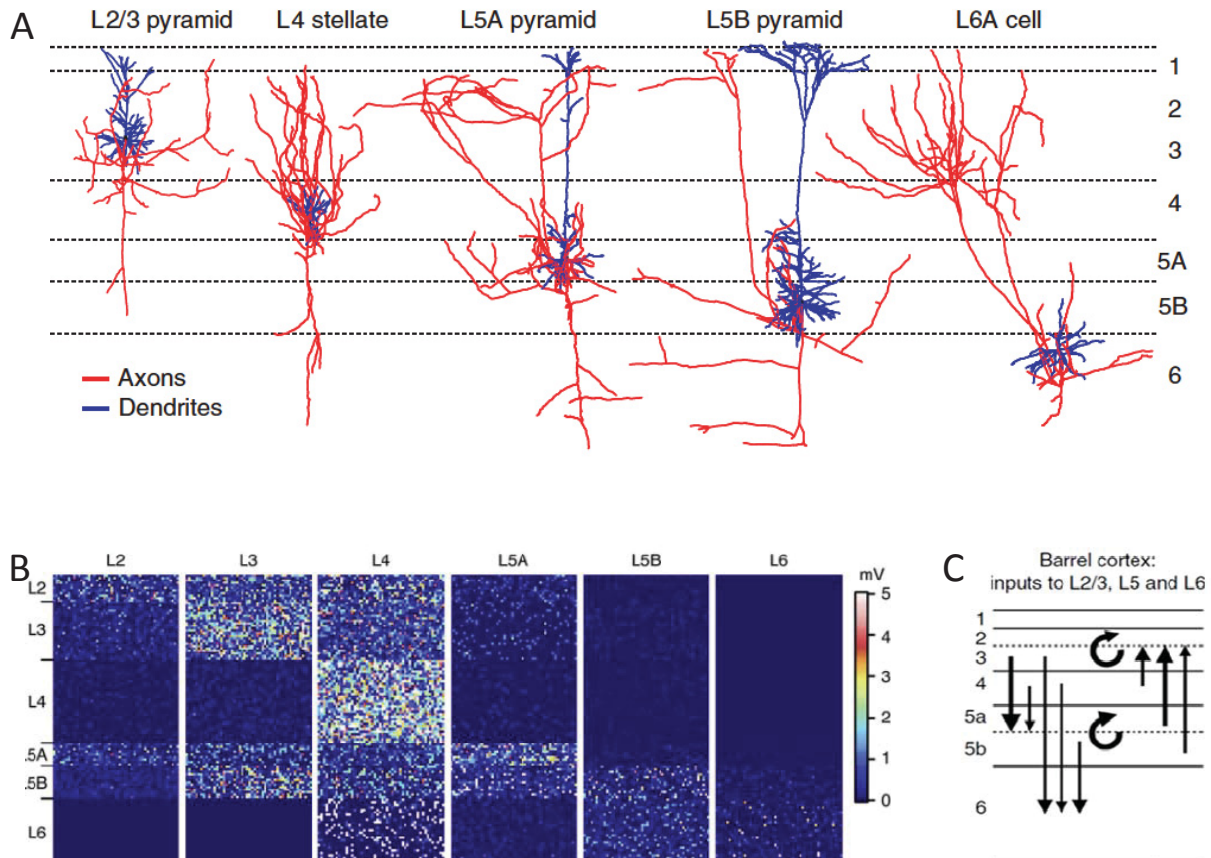 A
L2/3 pyramid L4 stellate L5A pyramid L5B pyramid L6A cell
1
2
3
4
5A
5B
6
Axons
Dendrites
B
L2 L3 L4 L5A L5B L6
L2
L3
L4
.5A
.5B
L6
mV
5
4
3
2
1
0
C
Barrel cortex:
inputs to L2/3, L5 and L6
1
2
3
4
5a
5b
6